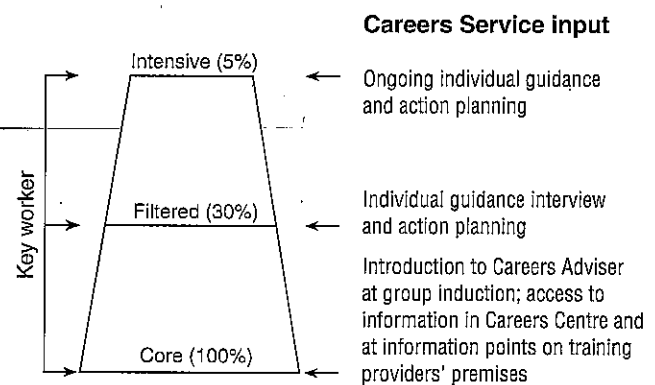 Careers Service input
Intensive (5%)
Ongoing individual guidance
and action planning
Key worker
Filtered (30%)
Individual guidance interview
and action planning
Core (100%)
Introduction to Careers Adviser
at group induction; access to
information in Careers Centre and
at information points on training
providers' premises